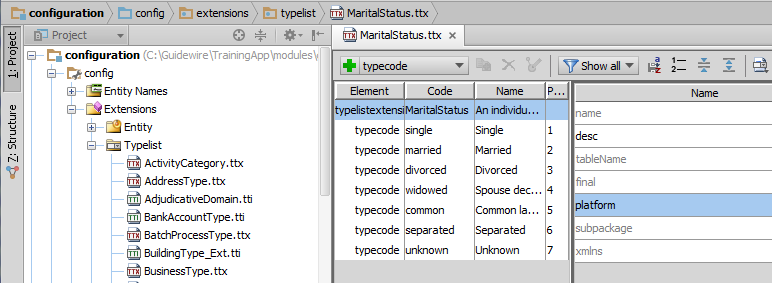 configuration config extensions typelist MaritalStatus.ttx
1: Project
7: Structure
Project
configuration (C:\Guidewire\TrainingApp\modules\
config
Entity Names
Extensions
Entity
Typelist
ActivityCategory.ttx
AddressType.ttx
AdjudicativeDomain.tti
BankAccountType.ttx
BatchProcessType.ttx
BuildingType_Ext.tti
BusinessType.ttx
MaritalStatus.ttx
typecode Show all
Element Code Name P...
typelistextensi MaritalStatus An individu...
typecode single Single 1
typecode married Married 2
typecode divorced Divorced 3
typecode widowed Spouse dec... 4
typecode common Common la... 5
typecode separated Separated 6
typecode unknown Unknown 7
Name
name
desc
tableName
final
platform
subpackage
xmlns